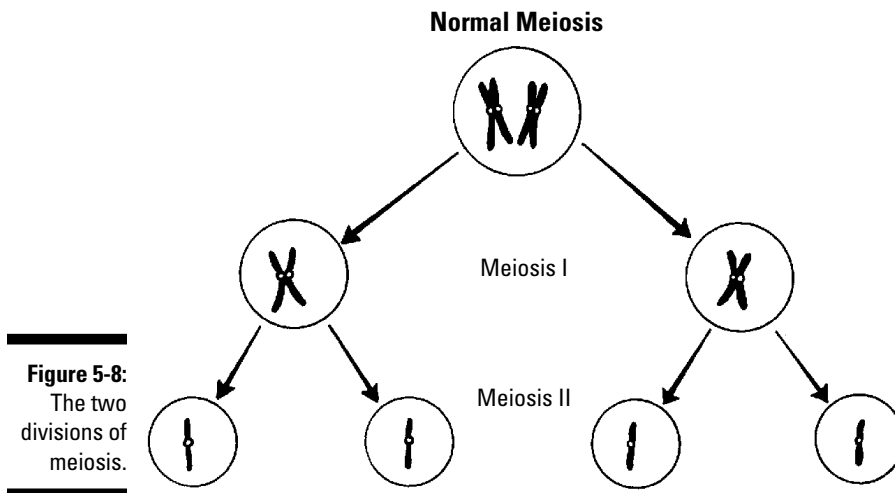 Normal Meiosis
Meiosis I
Meiosis II
Figure 5-8:
The two
divisions of
meiosis.